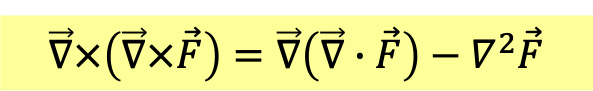 ∇⃗×(∇⃗×F⃗) = ∇⃗(∇⃗ · F⃗) − ∇²F⃗